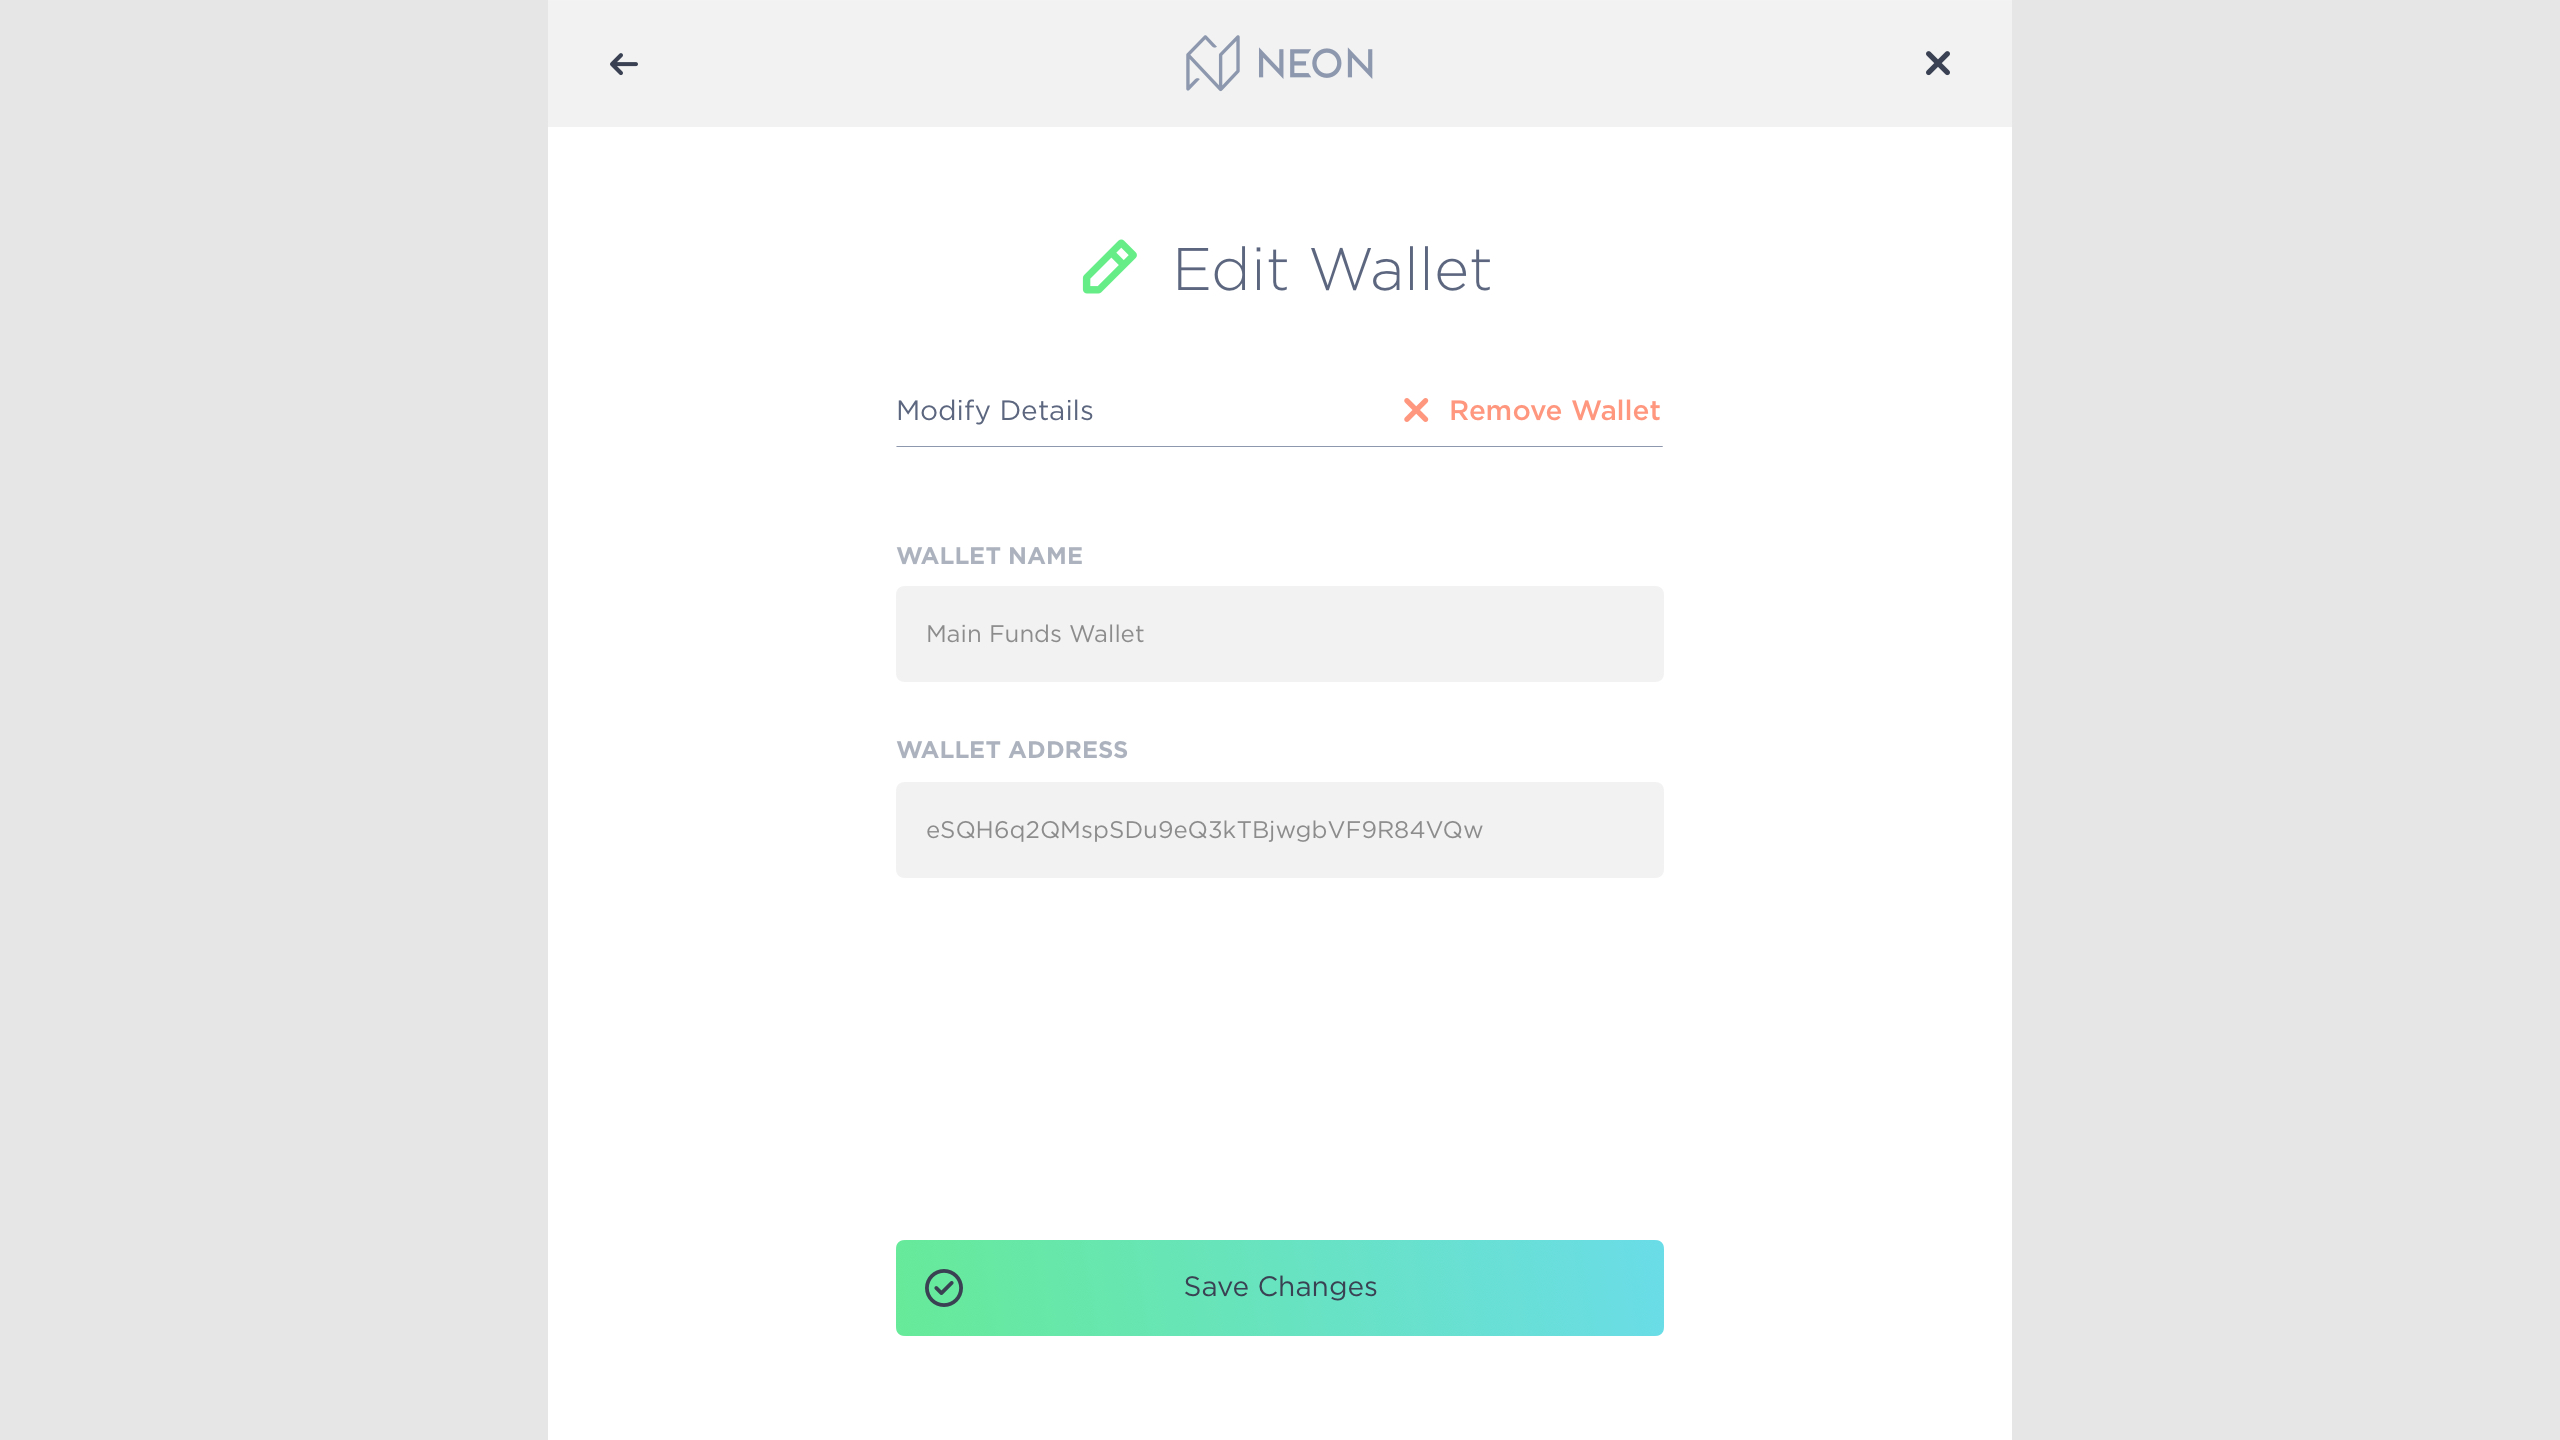 NEON
Edit Wallet
Modify Details
Remove Wallet
WALLET NAME
Main Funds Wallet
WALLET ADDRESS
eSQH6q2QMspSDu9eQ3kTBjwgbVF9R84VQw
Save Changes